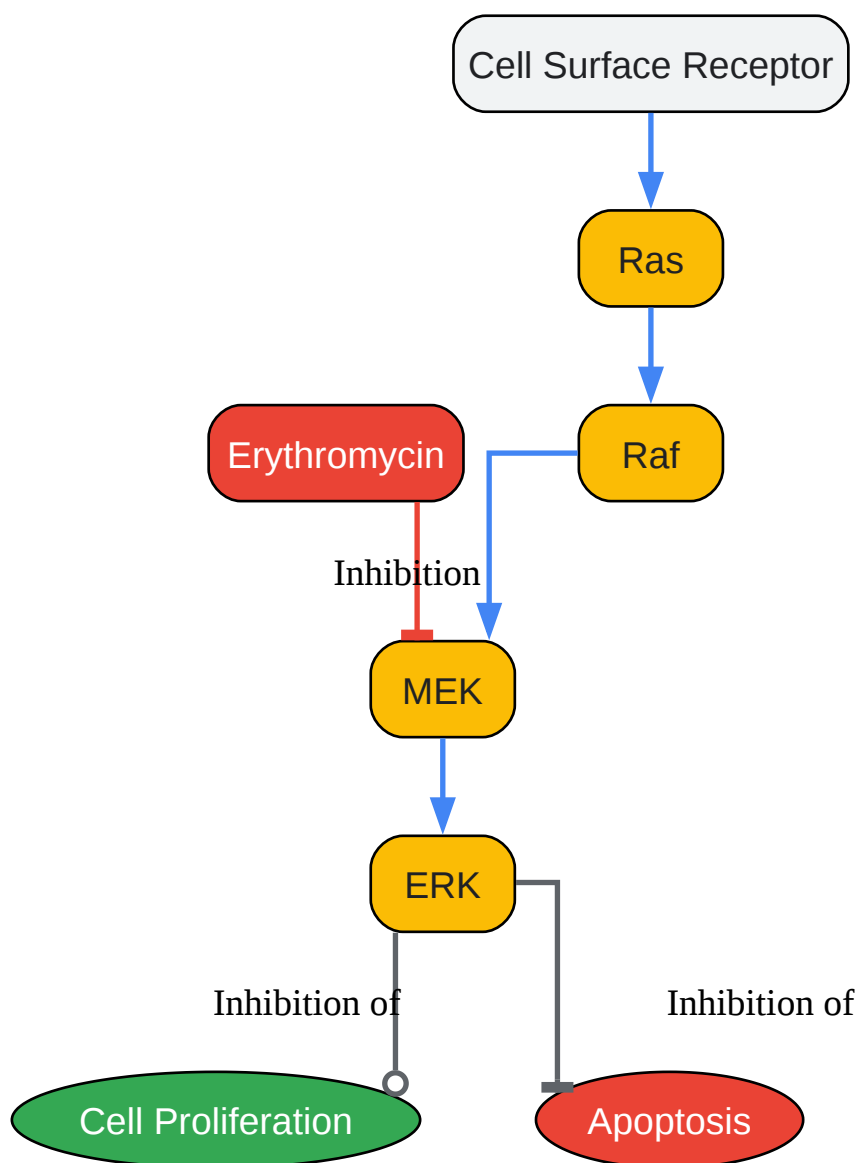 Cell Surface Receptor
Ras
Erythromycin
Raf
Inhibition
MEK
ERK
Inhibition of
Inhibition of
Cell Proliferation
Apoptosis